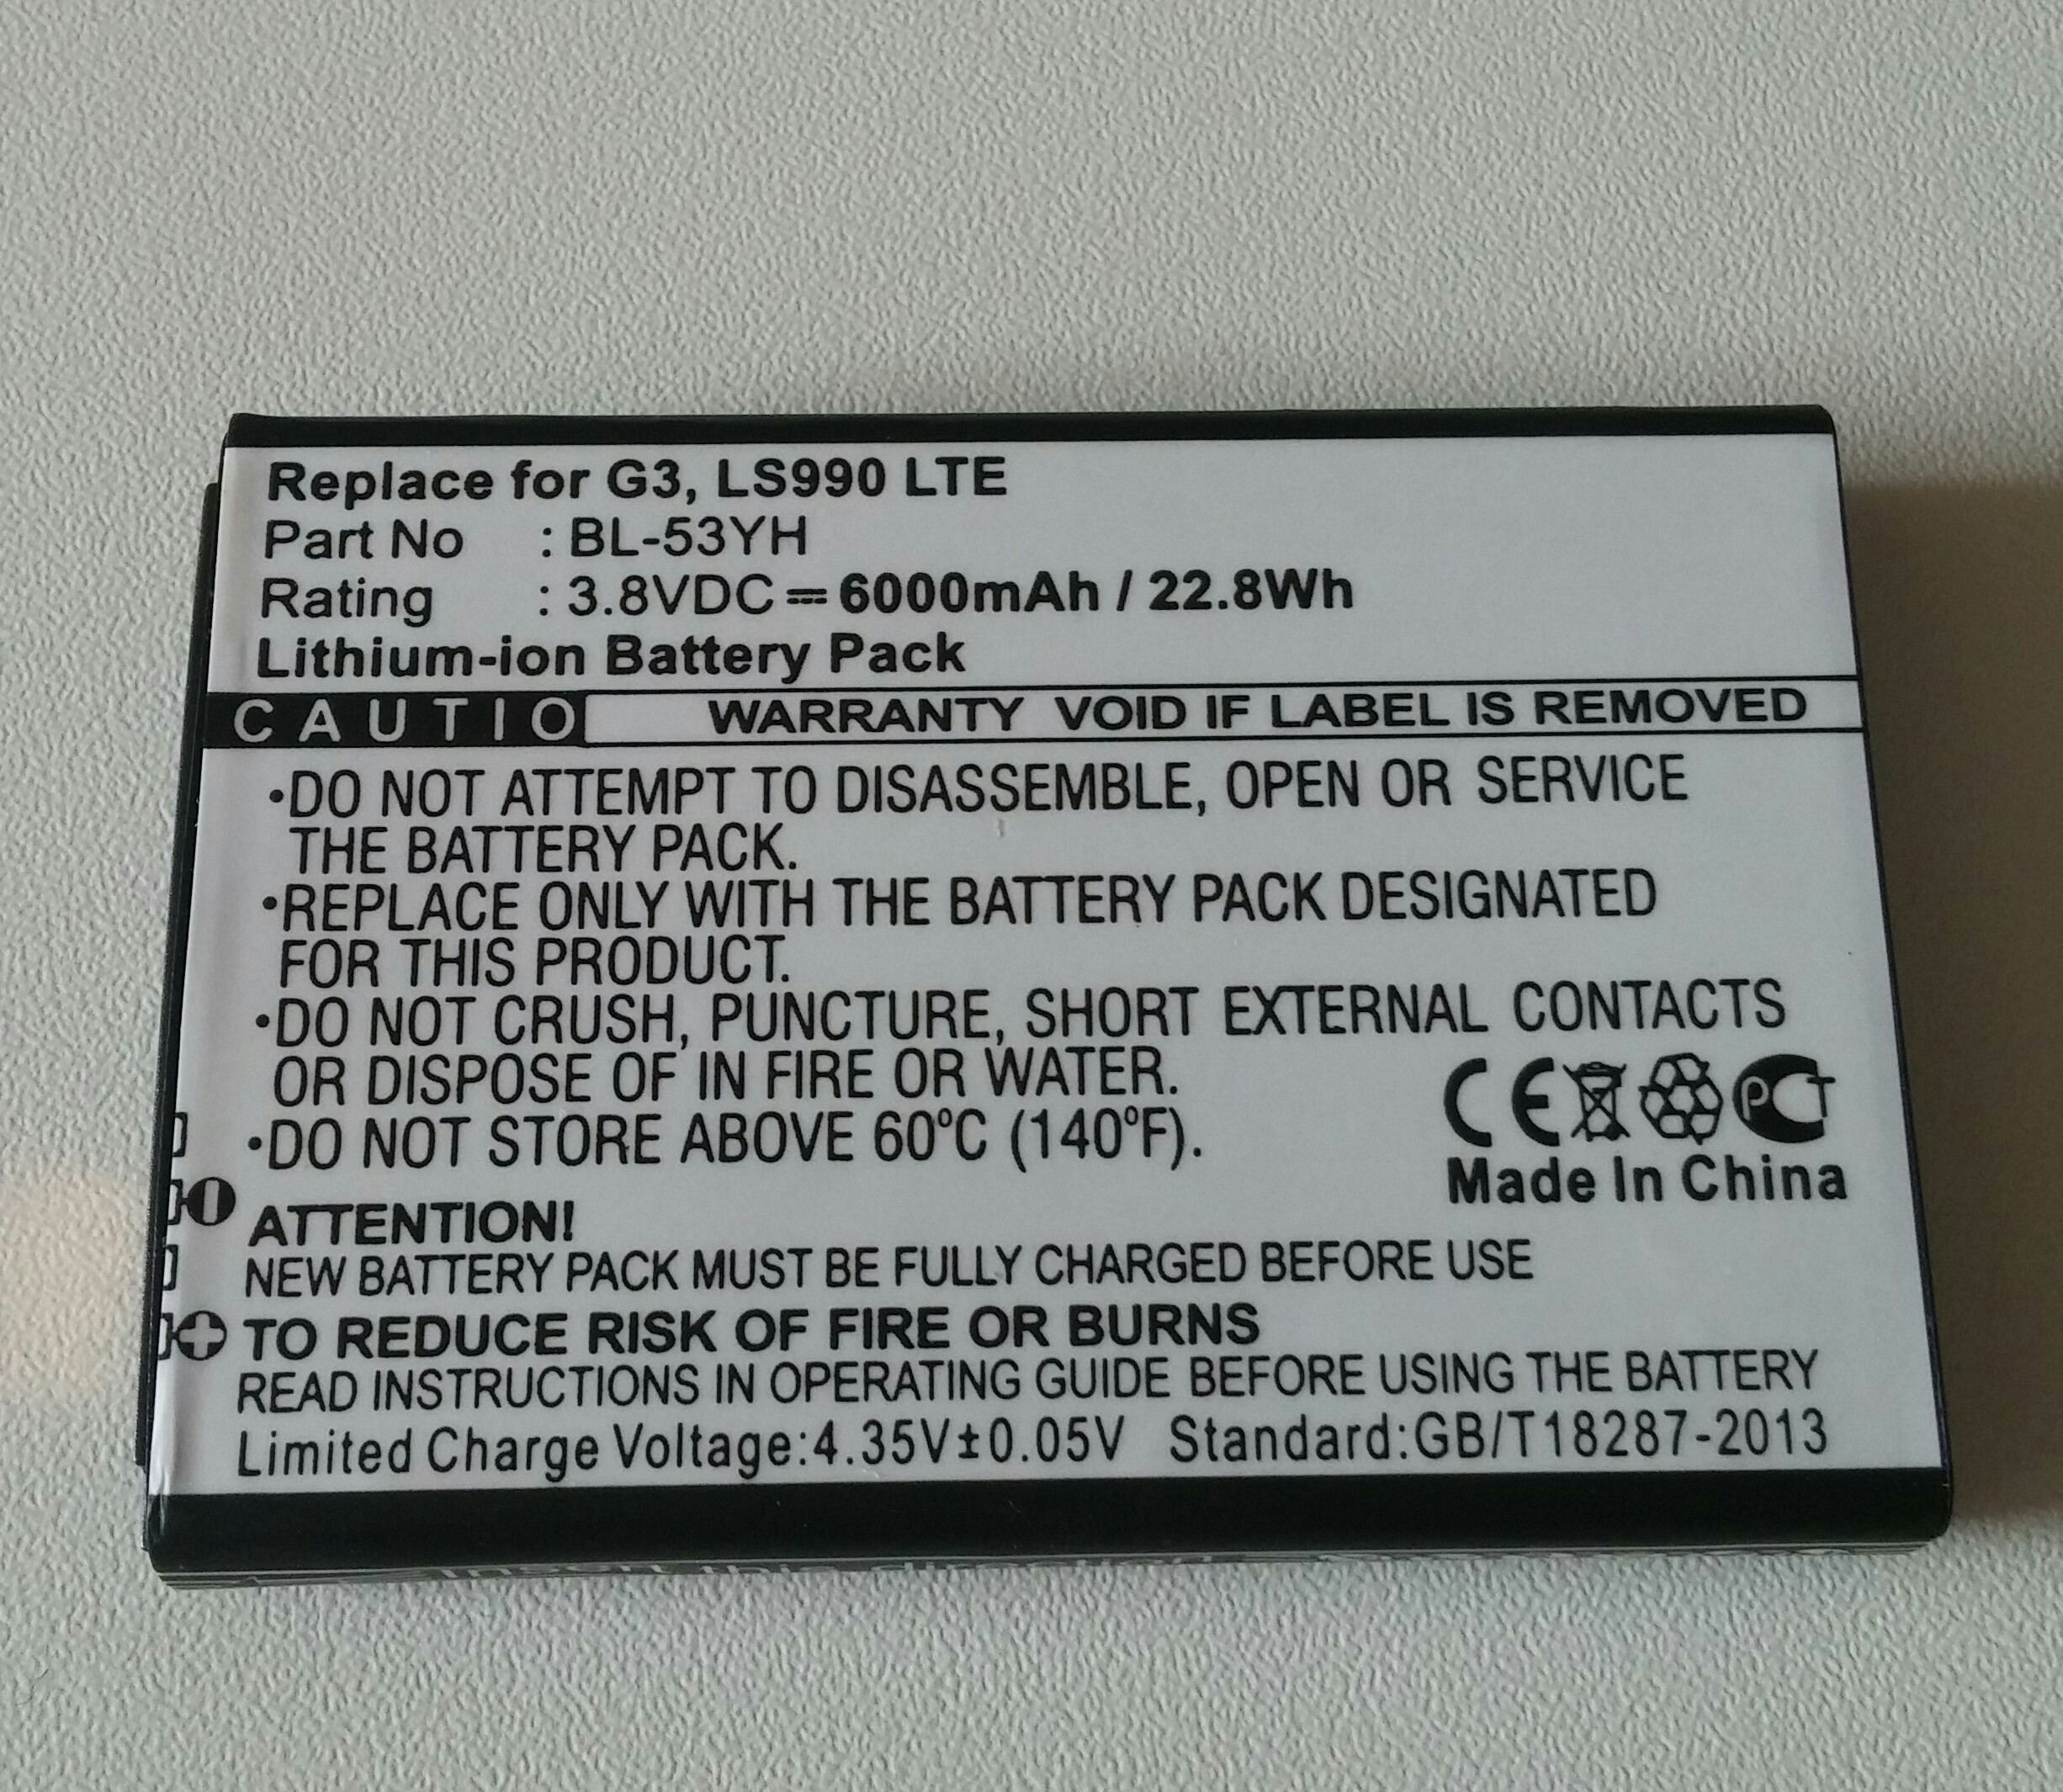 Replace for G3, LS990 LTE
Part No : BL-53YH
Rating : 3.8VDC⎓6000mAh / 22.8Wh
Lithium-ion Battery Pack
CAUTIO WARRANTY VOID IF LABEL IS REMOVED
•DO NOT ATTEMPT TO DISASSEMBLE, OPEN OR SERVICE
THE BATTERY PACK.
•REPLACE ONLY WITH THE BATTERY PACK DESIGNATED
FOR THIS PRODUCT.
•DO NOT CRUSH, PUNCTURE, SHORT EXTERNAL CONTACTS
OR DISPOSE OF IN FIRE OR WATER.
•DO NOT STORE ABOVE 60°C (140°F).
CE PCT
Made In China
ATTENTION!
NEW BATTERY PACK MUST BE FULLY CHARGED BEFORE USE
TO REDUCE RISK OF FIRE OR BURNS
READ INSTRUCTIONS IN OPERATING GUIDE BEFORE USING THE BATTERY
Limited Charge Voltage:4.35V±0.05V Standard:GB/T18287-2013
Insert this direction